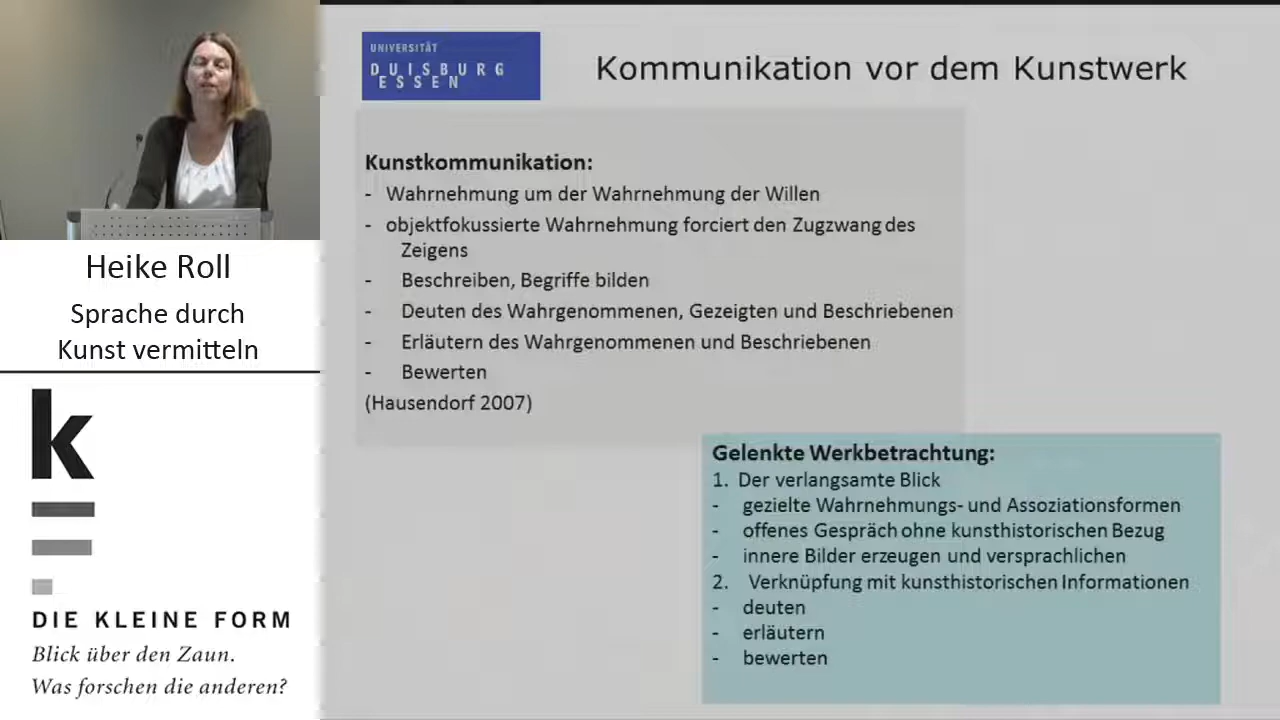 UNIVERSITÄT
DUISBURG
ESSEN
Kommunikation vor dem Kunstwerk
Kunstkommunikation:
- Wahrnehmung um der Wahrnehmung der Willen
- objektfokussierte Wahrnehmung forciert den Zugzwang des
Zeigens
- Beschreiben, Begriffe bilden
- Deuten des Wahrgenommenen, Gezeigten und Beschriebenen
- Erläutern des Wahrgenommenen und Beschriebenen
- Bewerten
(Hausendorf 2007)
Gelenkte Werkbetrachtung:
1. Der verlangsamte Blick
- gezielte Wahrnehmungs- und Assoziationsformen
- offenes Gespräch ohne kunsthistorischen Bezug
- innere Bilder erzeugen und versprachlichen
2. Verknüpfung mit kunsthistorischen Informationen
- deuten
- erläutern
- bewerten
Heike Roll
Sprache durch
Kunst vermitteln
k
DIE KLEINE FORM
Blick über den Zaun.
Was forschen die anderen?